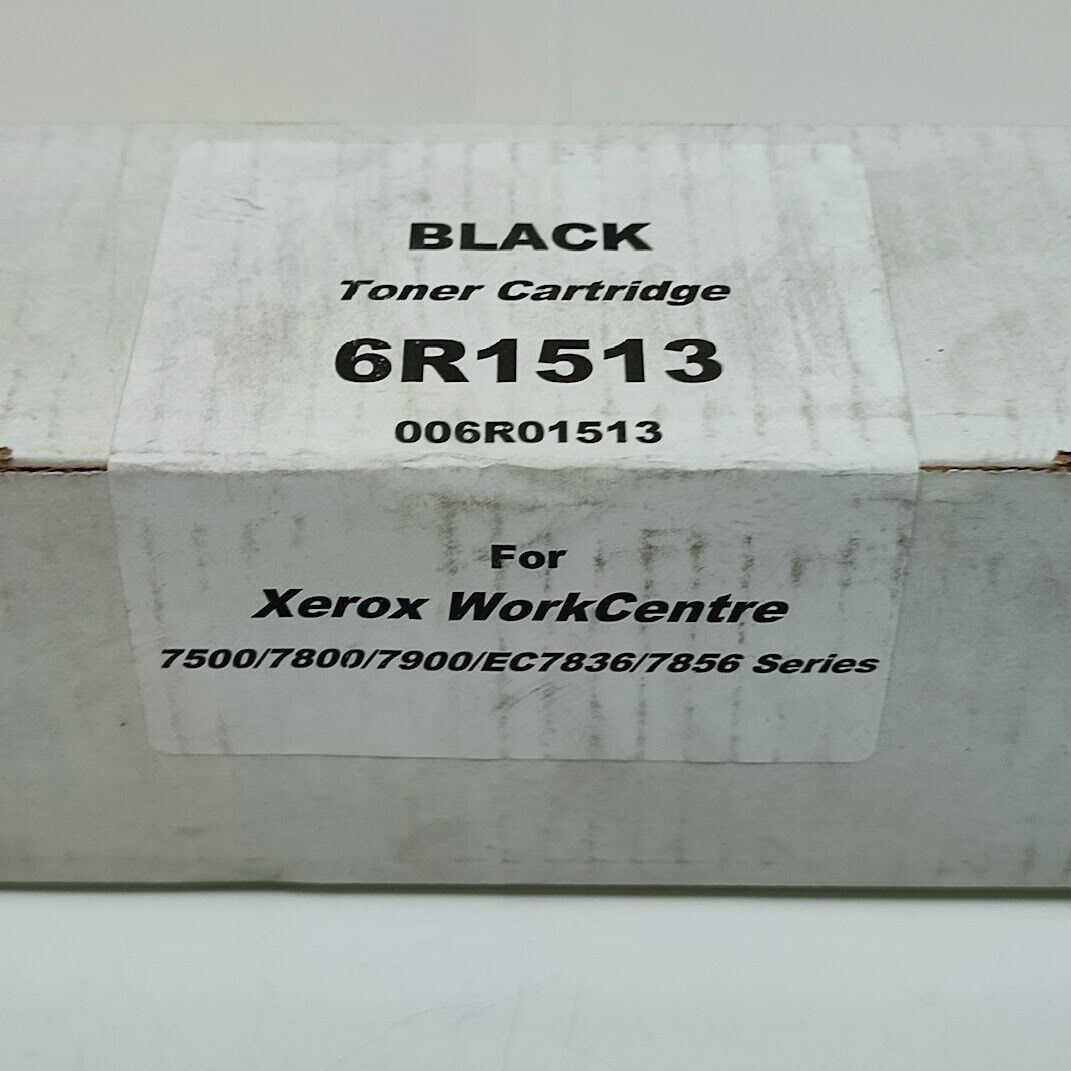 BLACK
Toner Cartridge
6R1513
006R01513
For
Xerox WorkCentre
7500/7800/7900/EC7836/7856 Series